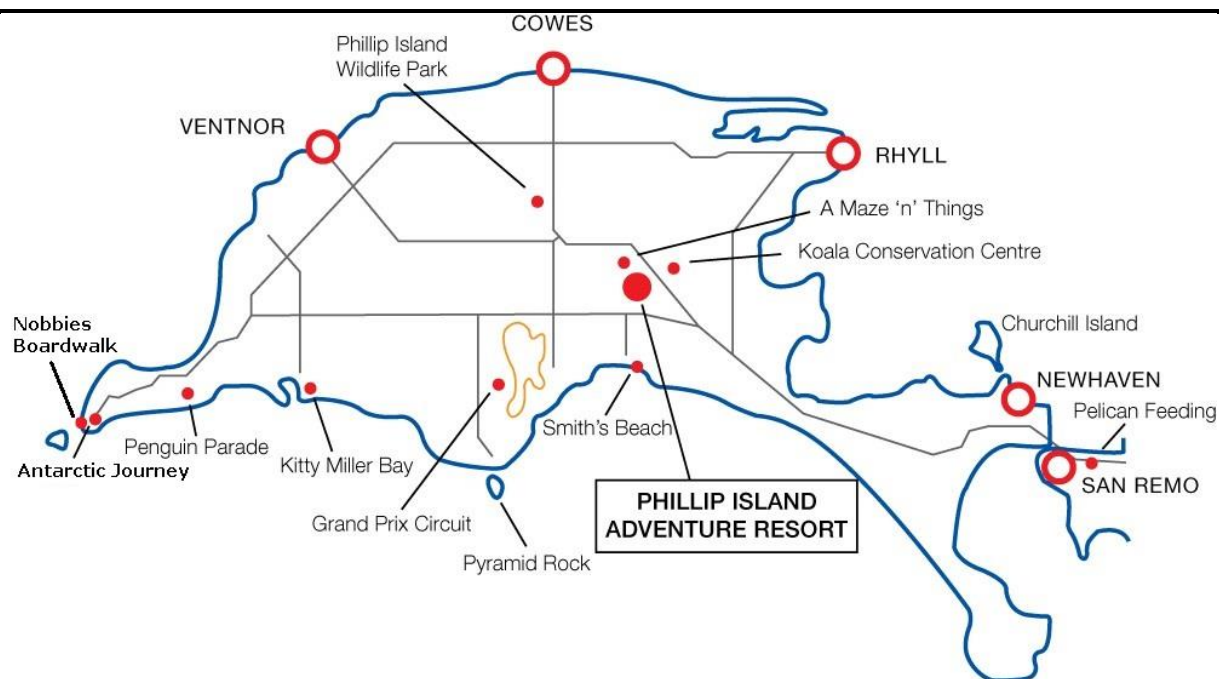 COWES
Phillip Island
Wildlife Park
VENTNOR
RHYLL
A Maze ‘n’ Things
Koala Conservation Centre
Nobbies
Boardwalk
Churchill Island
NEWHAVEN
Pelican Feeding
Smith’s Beach
Penguin Parade
Kitty Miller Bay
Antarctic Journey
SAN REMO
Grand Prix Circuit
PHILLIP ISLAND
ADVENTURE RESORT
Pyramid Rock